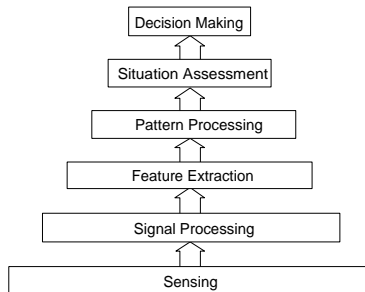 Decision Making
Situation Assessment
Pattern Processing
Feature Extraction
Signal Processing
Sensing